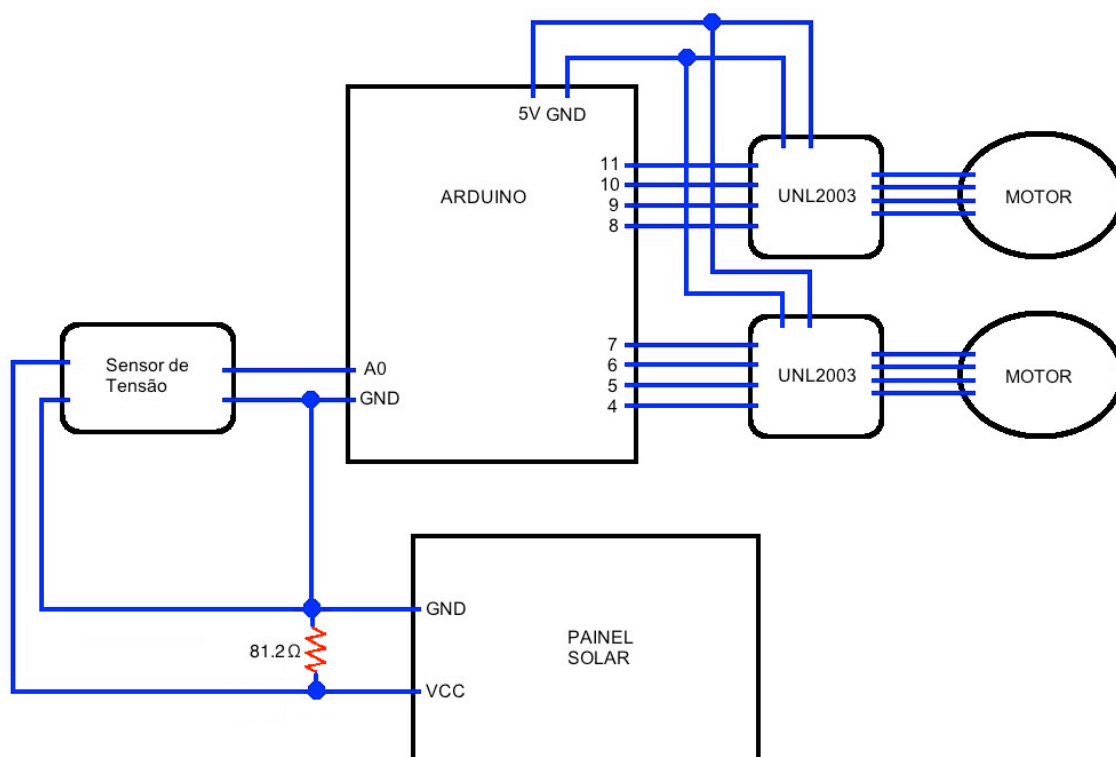 5V GND
11
10
9
8
ARDUINO
UNL2003
MOTOR
7
6
5
4
UNL2003
MOTOR
Sensor de
Tensão
A0
GND
GND
81.2Ω
VCC
PAINEL
SOLAR